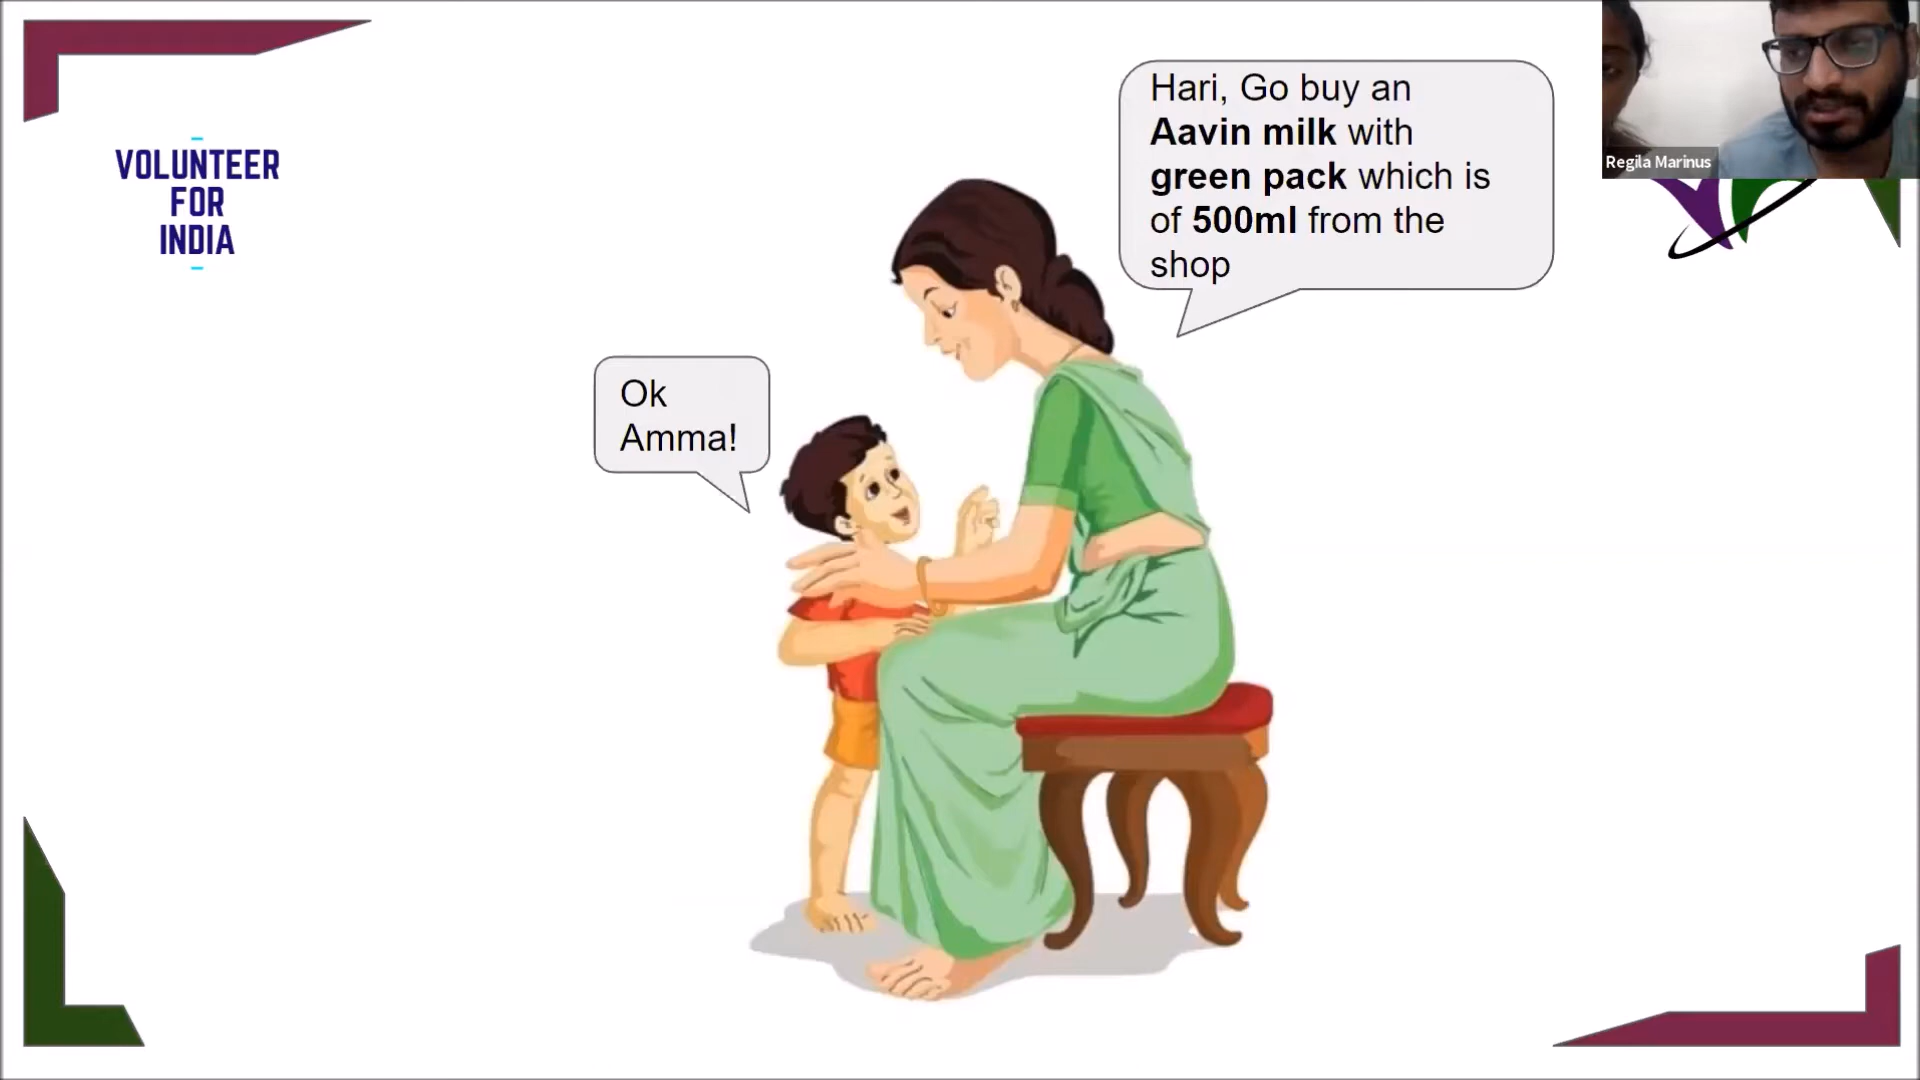 VOLUNTEER
FOR
INDIA
Hari, Go buy an
Aavin milk with
green pack which is
of 500ml from the
shop
Regila Marinus
Ok
Amma!